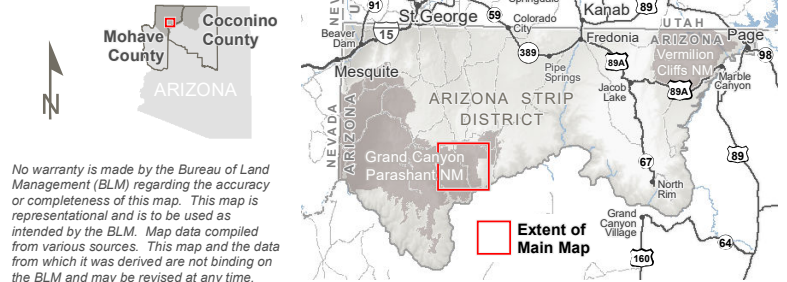 Mohave
County
Coconino
County
ARIZONA
N
No warranty is made by the Bureau of Land
Management (BLM) regarding the accuracy
or completeness of this map. This map is
representational and is to be used as
intended by the BLM. Map data compiled
from various sources. This map and the data
from which it was derived are not binding on
the BLM and may be revised at any time.
91
St.George
59
Colorado
City
Kanab
89
UTAH
ARIZONA
Page
98
Beaver
Dam
15
389
Fredonia
Vermilion
Cliffs NM
Mesquite
Pipe
Springs
89A
Marble
Canyon
Jacob
Lake
89A
NEVADA
ARIZONA
ARIZONA STRIP
DISTRICT
Grand Canyon
Parashant NM
67
89
North
Rim
Extent of
Main Map
Grand
Canyon
Village
64
160